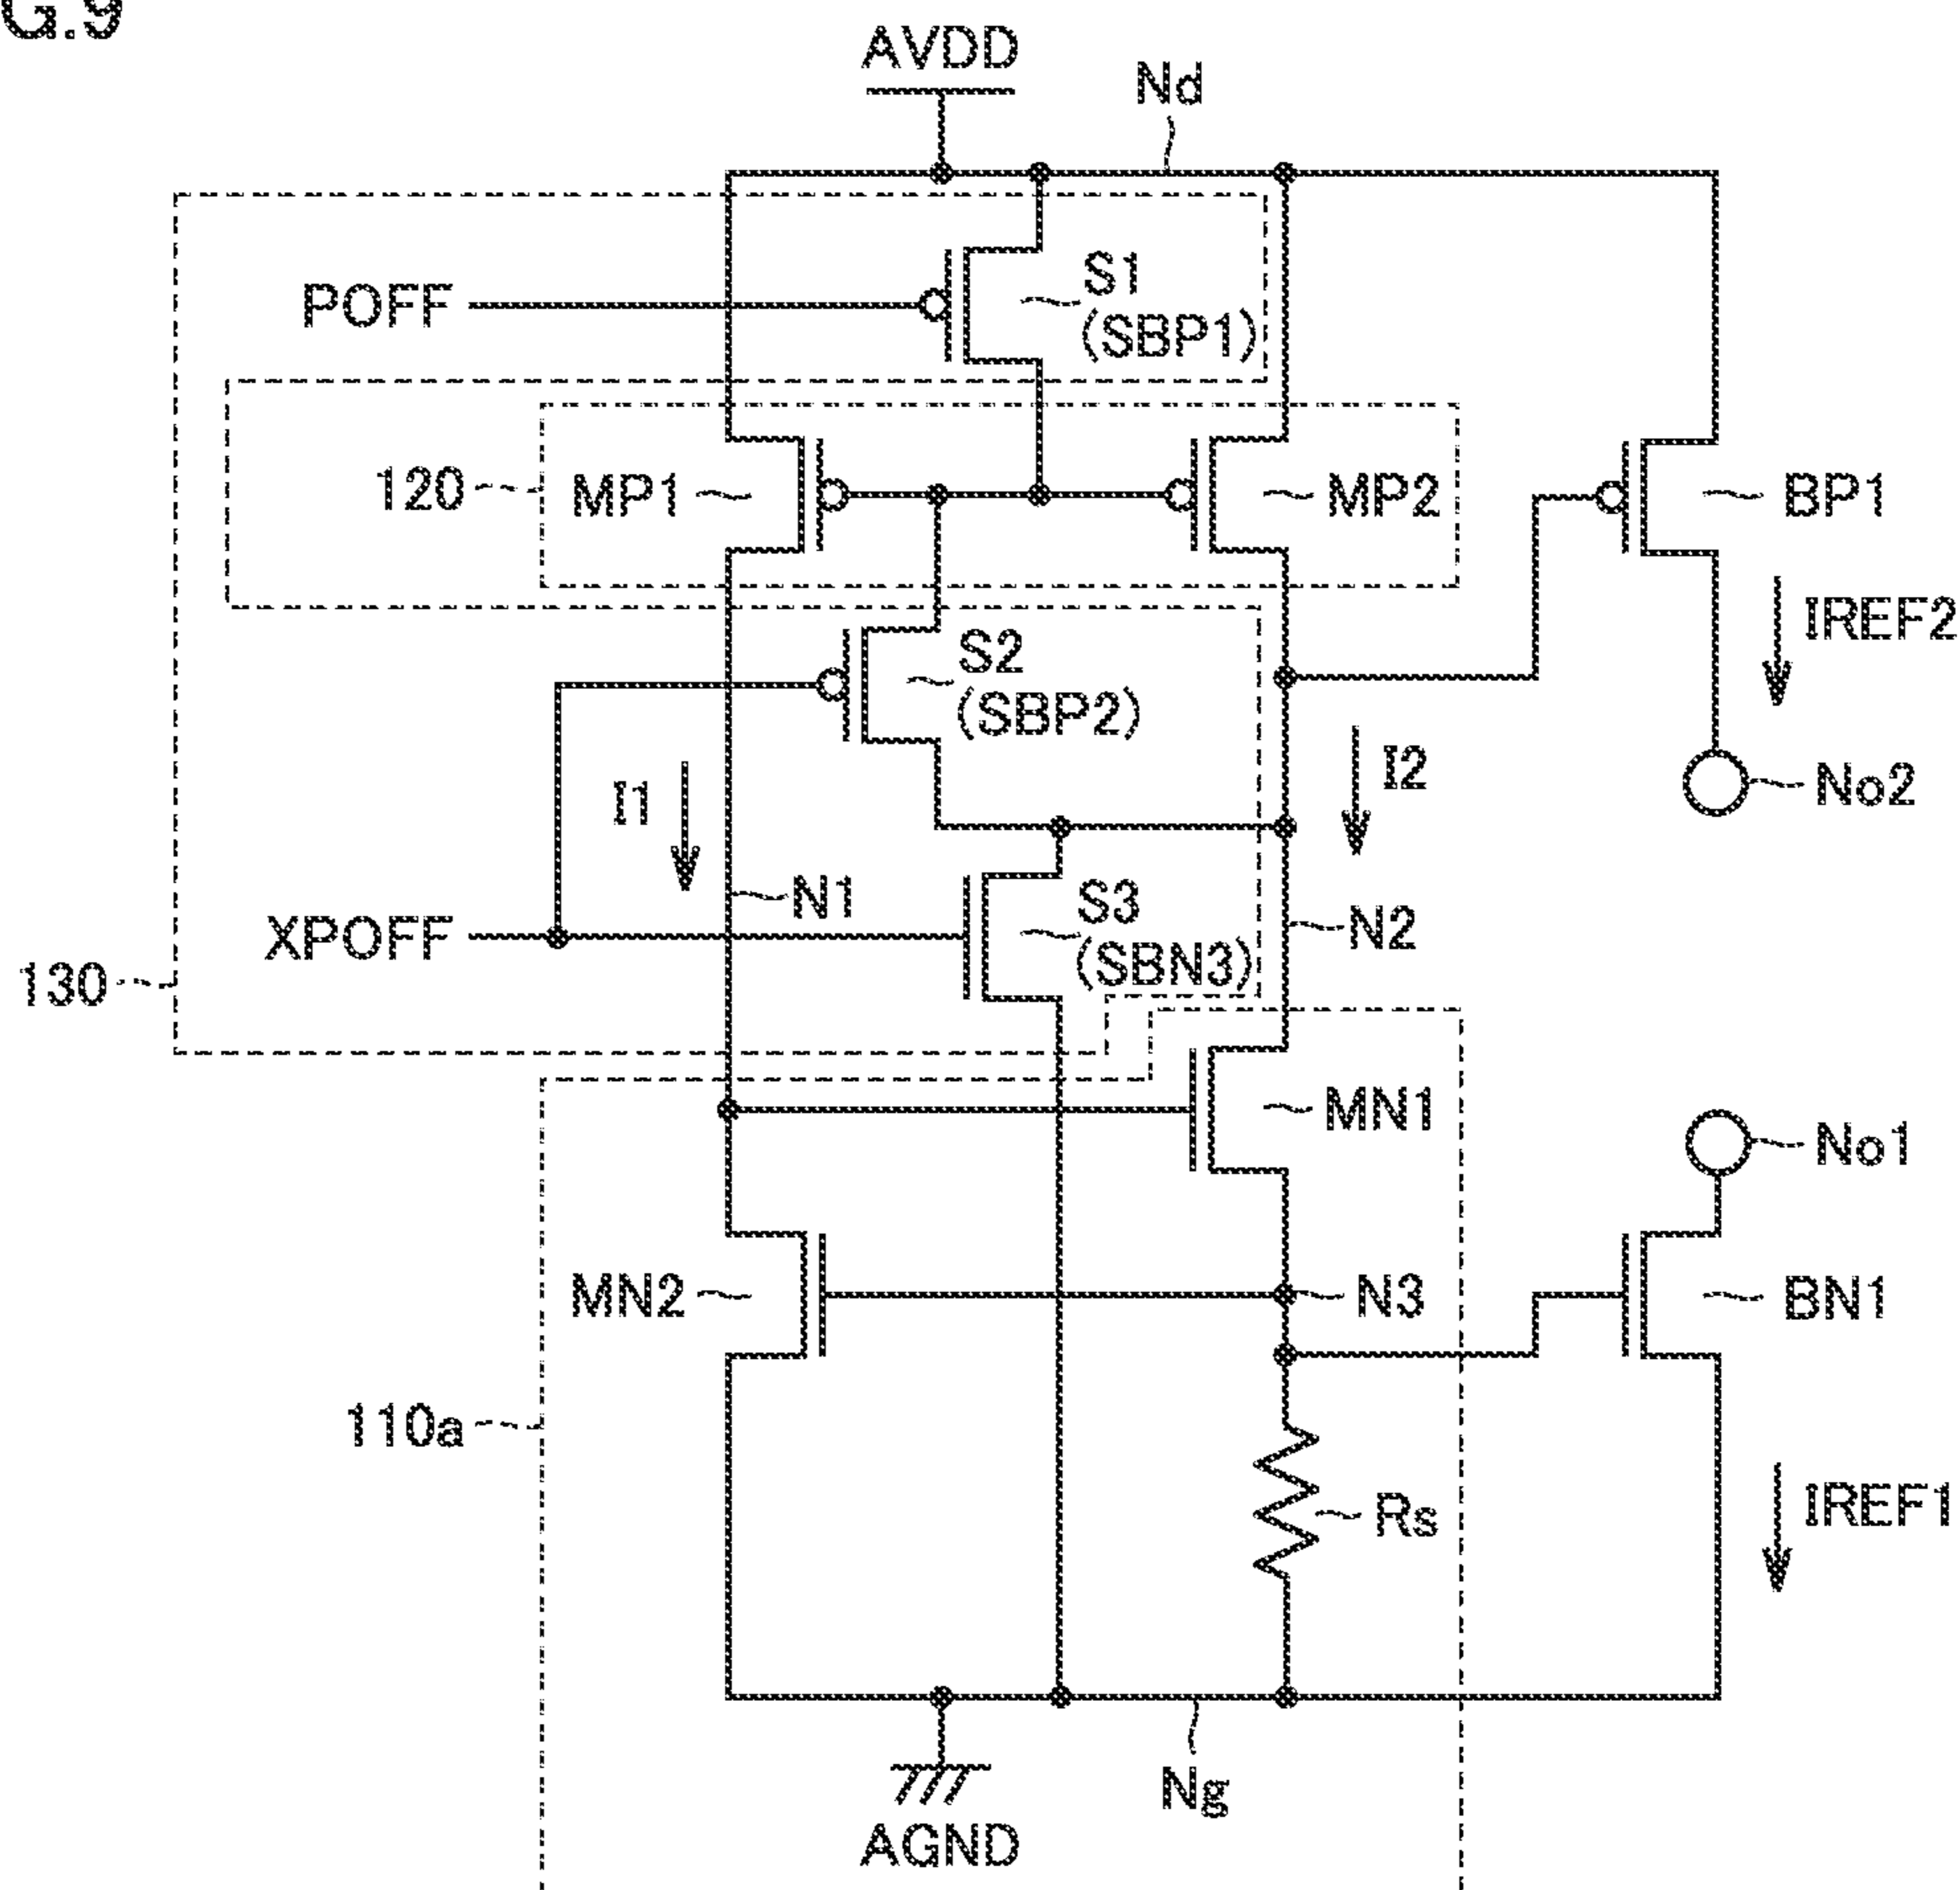 G.9
AVDD
Nd
POFF
S1
(SBP1)
120
MP1
MP2
BP1
IREF2
S2
(SBP2)
I1
I2
No2
N1
XPOFF
S3
(SBN3)
N2
130
MN1
No1
MN2
N3
BN1
110a
Rs
IREF1
Ng
AGND